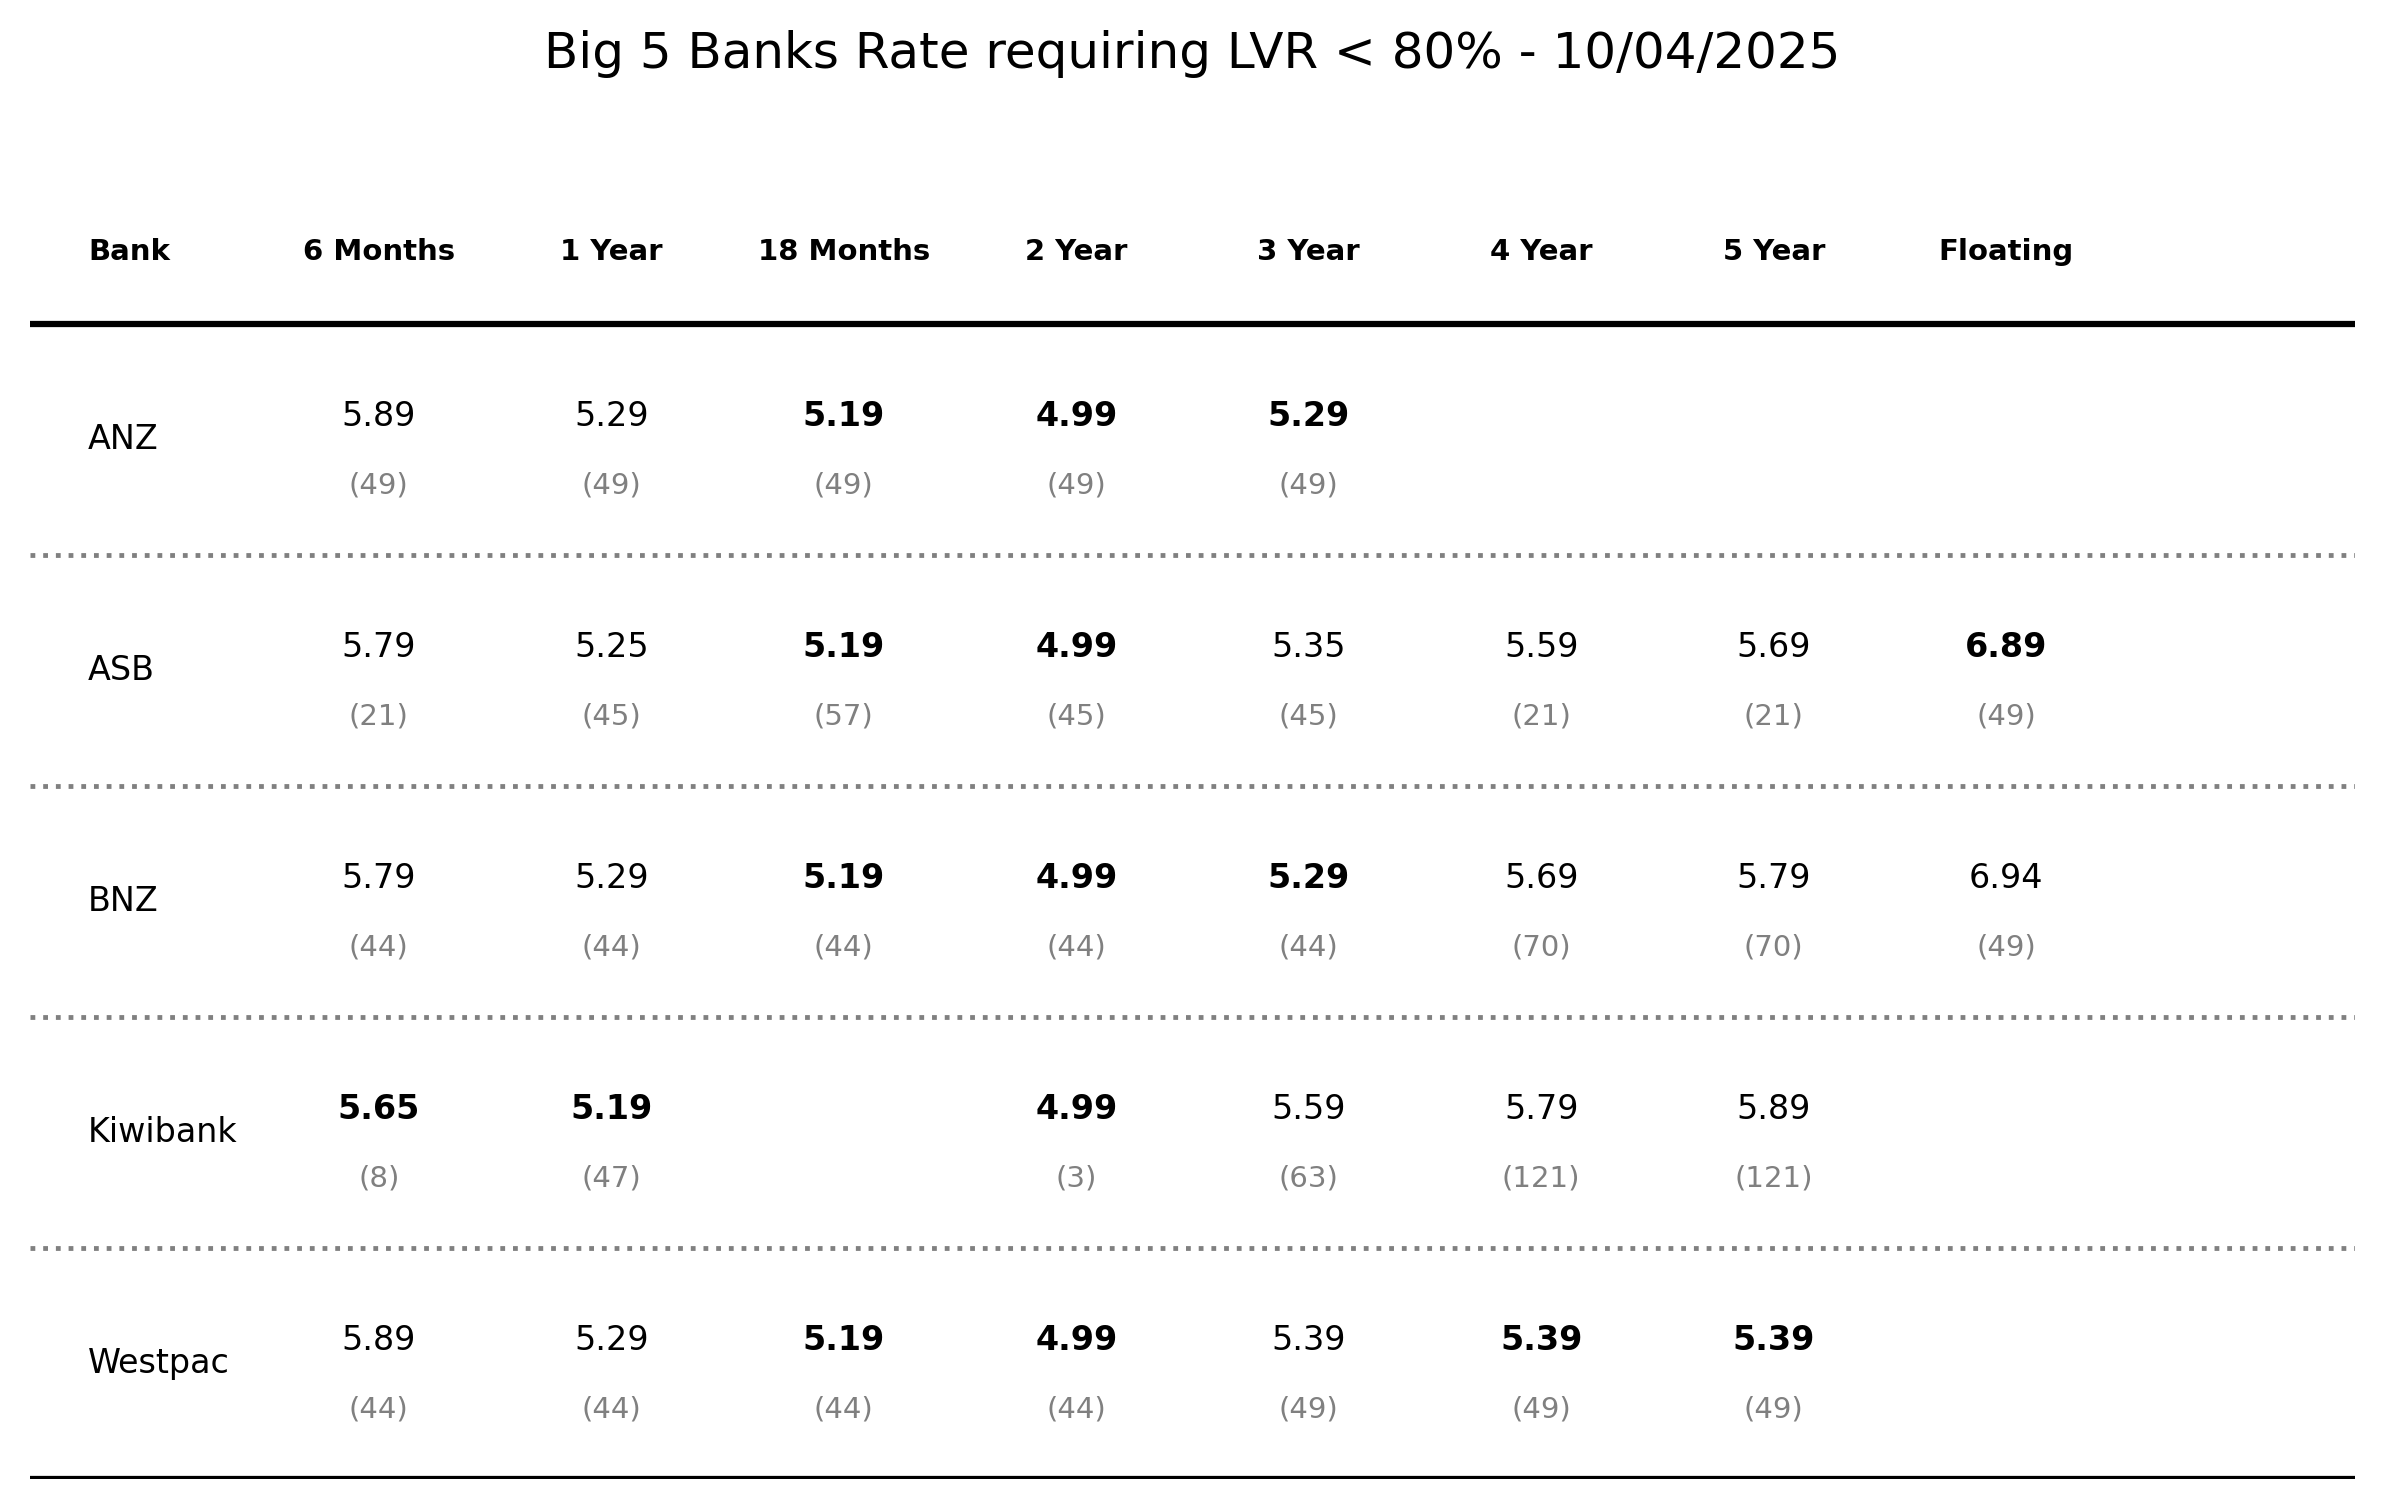 Big 5 Banks Rate requiring LVR < 80% - 10/04/2025
Bank 6 Months 1 Year 18 Months 2 Year 3 Year 4 Year 5 Year Floating
ANZ 5.89 5.29 5.19 4.99 5.29
(49) (49) (49) (49) (49)
ASB 5.79 5.25 5.19 4.99 5.35 5.59 5.69 6.89
(21) (45) (57) (45) (45) (21) (21) (49)
BNZ 5.79 5.29 5.19 4.99 5.29 5.69 5.79 6.94
(44) (44) (44) (44) (44) (70) (70) (49)
Kiwibank 5.65 5.19 4.99 5.59 5.79 5.89
(8) (47) (3) (63) (121) (121)
Westpac 5.89 5.29 5.19 4.99 5.39 5.39 5.39
(44) (44) (44) (44) (49) (49) (49)